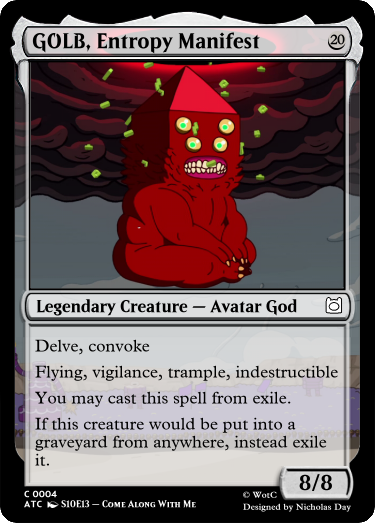 GOLB, Entropy Manifest
20
Legendary Creature — Avatar God
Delve, convoke
Flying, vigilance, trample, indestructible
You may cast this spell from exile.
If this creature would be put into a
graveyard from anywhere, instead exile
it.
8/8
C 0004
ATC S10E13 — Come Along With Me
© WotC
Designed by Nicholas Day